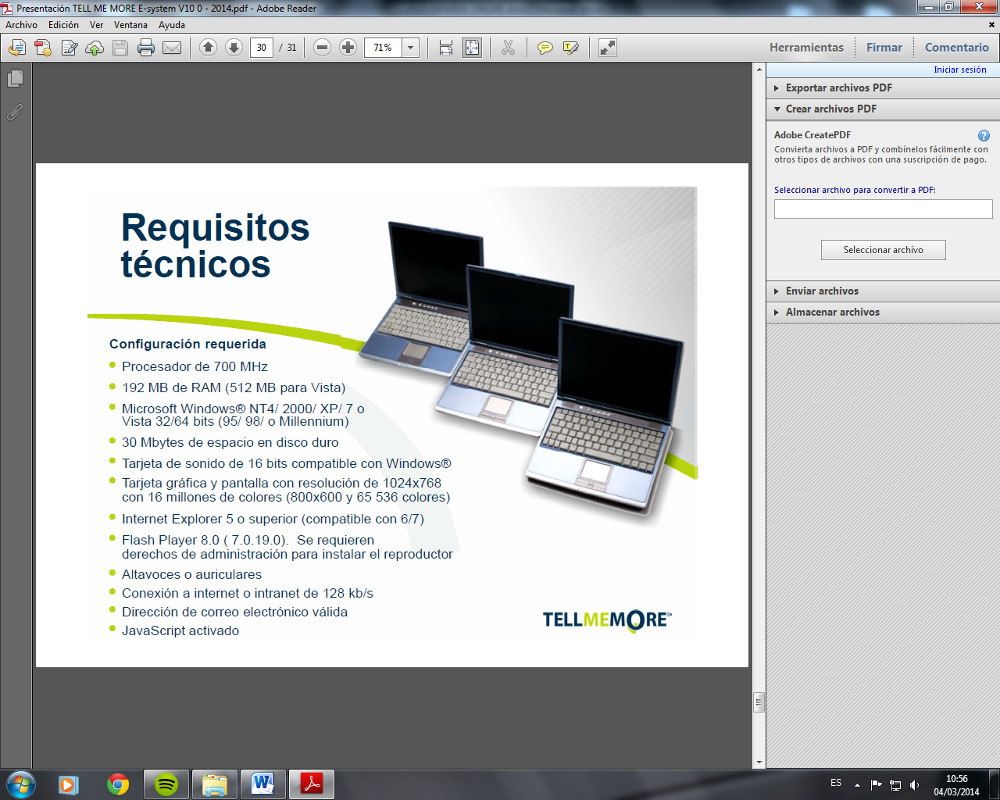 Presentación TELL ME MORE E-system V10 0 - 2014.pdf - Adobe Reader
Archivo Edición Ver Ventana Ayuda
30 / 31 71% Herramientas Firmar Comentario
Iniciar sesión
Exportar archivos PDF
Crear archivos PDF
Adobe CreatePDF
Convierta archivos a PDF y combínelos fácilmente con
otros tipos de archivos con una suscripción de pago.
Seleccionar archivo para convertir a PDF:
Seleccionar archivo
Enviar archivos
Almacenar archivos
Requisitos
técnicos
Configuración requerida
• Procesador de 700 MHz
• 192 MB de RAM (512 MB para Vista)
• Microsoft Windows® NT4/ 2000/ XP/ 7 o
Vista 32/64 bits (95/ 98/ o Millennium)
• 30 Mbytes de espacio en disco duro
• Tarjeta de sonido de 16 bits compatible con Windows®
• Tarjeta gráfica y pantalla con resolución de 1024x768
con 16 millones de colores (800x600 y 65 536 colores)
• Internet Explorer 5 o superior (compatible con 6/7)
• Flash Player 8.0 ( 7.0.19.0). Se requieren
derechos de administración para instalar el reproductor
• Altavoces o auriculares
• Conexión a internet o intranet de 128 kb/s
• Dirección de correo electrónico válida
• JavaScript activado
TELLMEMORE®
ES
10:56
04/03/2014